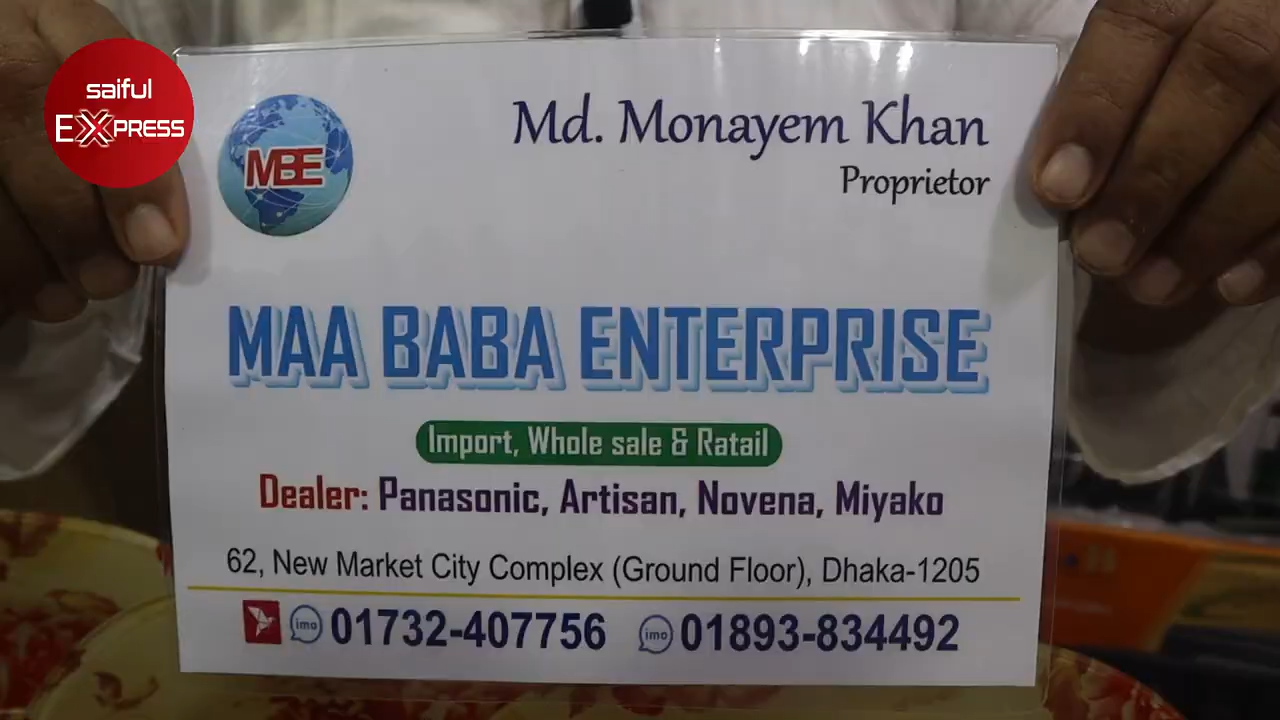 saiful
EXPRESS
MBE
Md. Monayem Khan
Proprietor
MAA BABA ENTERPRISE
Import, Whole sale & Ratail
Dealer: Panasonic, Artisan, Novena, Miyako
62, New Market City Complex (Ground Floor), Dhaka-1205
imo 01732-407756 imo 01893-834492